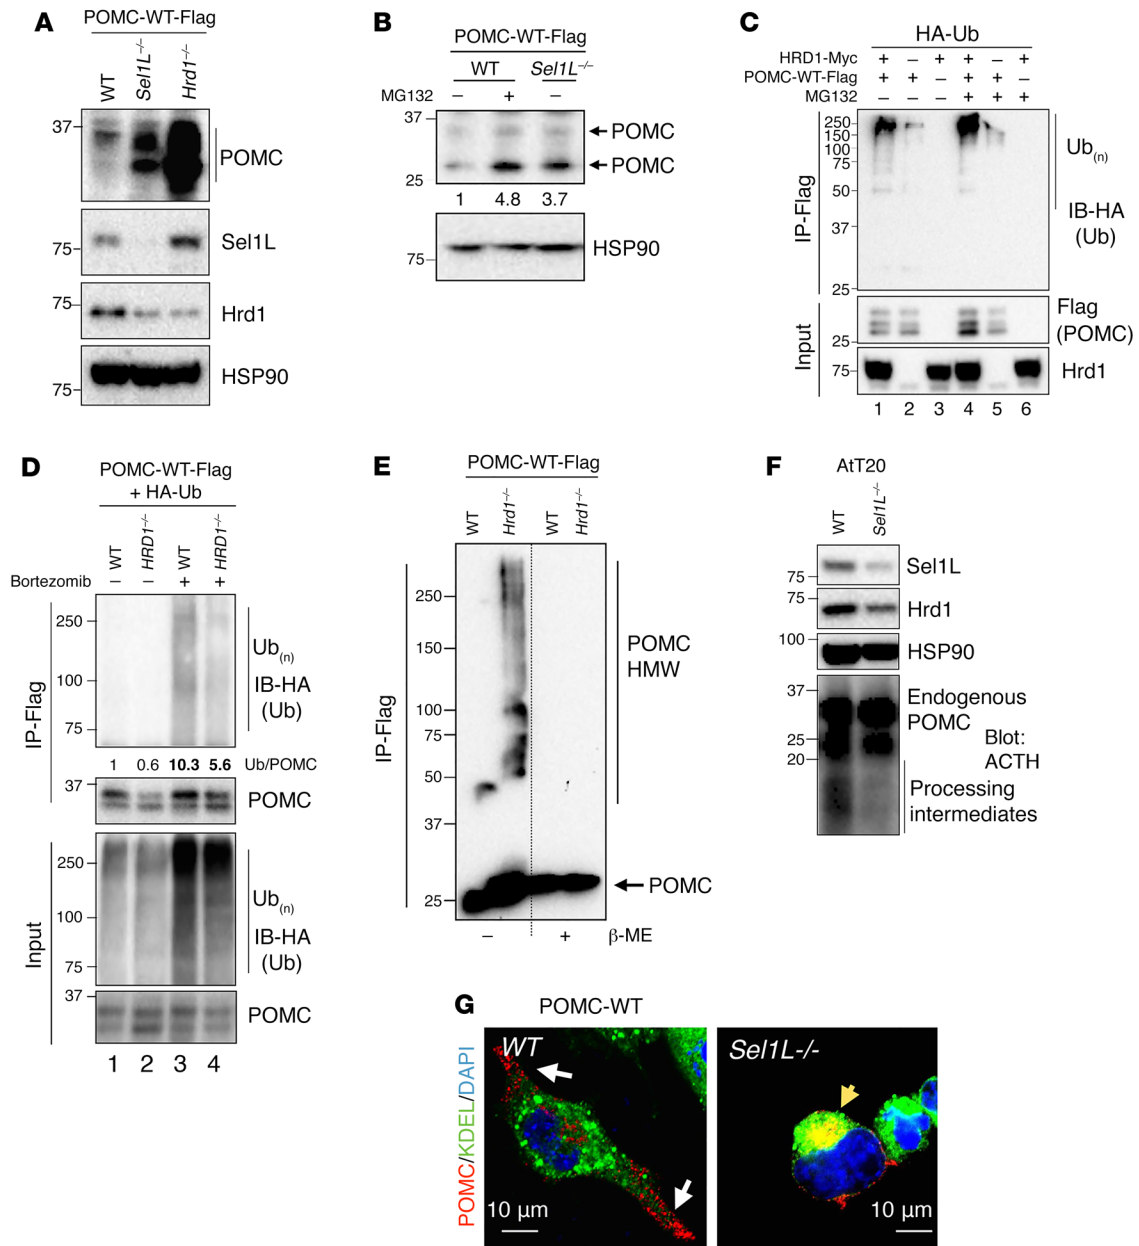 A
POMC-WT-Flag
WT
Sel1L–/–
Hrd1–/–
37
POMC
75
Sel1L
75
Hrd1
75
HSP90
B
POMC-WT-Flag
WT Sel1L–/–
MG132 – + –
37
POMC
POMC
25
1 4.8 3.7
75
HSP90
C
HA-Ub
HRD1-Myc + – + + – +
POMC-WT-Flag + + – + + –
MG132 – – – + + +
IP-Flag
250
150
100
75
50
37
25
Ub(n)
IB-HA
(Ub)
Input
25
Flag
(POMC)
75
Hrd1
1 2 3 4 5 6
D
POMC-WT-Flag
+ HA-Ub
WT
HRD1–/–
WT
HRD1–/–
Bortezomib – – + +
IP-Flag
250
100
75
Ub(n)
IB-HA
(Ub)
1 0.6 10.3 5.6 Ub/POMC
37
POMC
Input
250
100
75
Ub(n)
IB-HA
(Ub)
37
POMC
1 2 3 4
E
POMC-WT-Flag
WT
Hrd1–/–
WT
Hrd1–/–
IP-Flag
250
150
100
75
50
37
25
POMC
HMW
POMC
– + β-ME
F
AtT20
WT
Sel1L–/–
75
Sel1L
75
Hrd1
100
HSP90
37
25
20
Endogenous
POMC
Blot:
ACTH
Processing
intermediates
G
POMC-WT
POMC/KDEL/DAPI
WT
10 µm
Sel1L-/-
10 µm